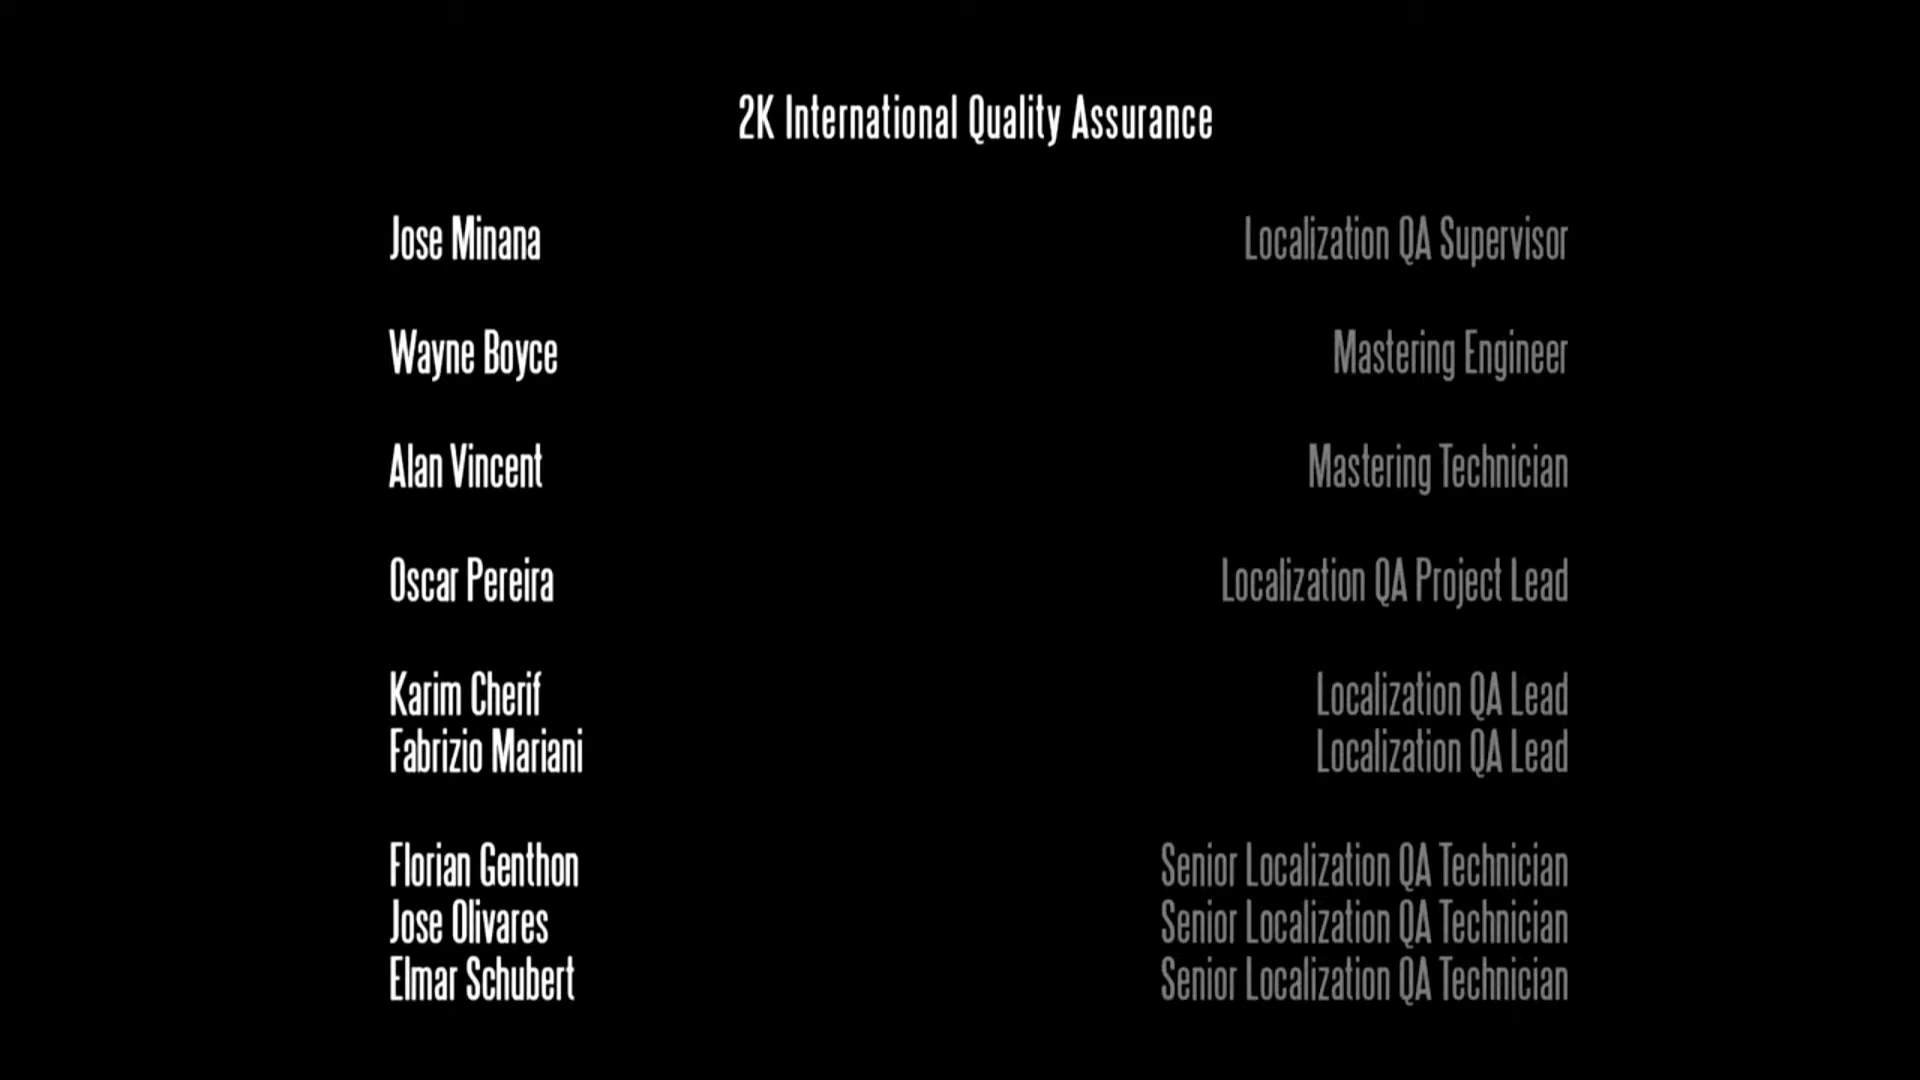 2K International Quality Assurance
Jose Minana Localization QA Supervisor
Wayne Boyce Mastering Engineer
Alan Vincent Mastering Technician
Oscar Pereira Localization QA Project Lead
Karim Cherif Localization QA Lead
Fabrizio Mariani Localization QA Lead
Florian Genthon Senior Localization QA Technician
Jose Olivares Senior Localization QA Technician
Elmar Schubert Senior Localization QA Technician